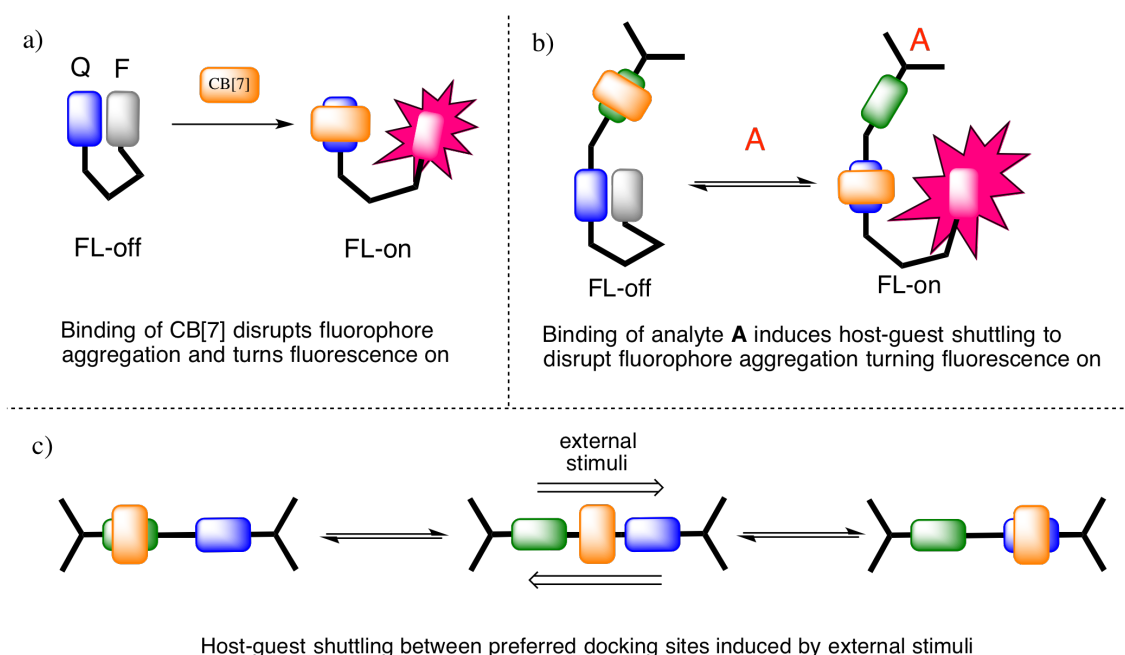 a)
Q F
CB[7]
FL-off
FL-on
Binding of CB[7] disrupts fluorophore
aggregation and turns fluorescence on
b)
A
A
FL-off
FL-on
Binding of analyte A induces host-guest shuttling to
disrupt fluorophore aggregation turning fluorescence on
c)
external
stimuli
Host-guest shuttling between preferred docking sites induced by external stimuli